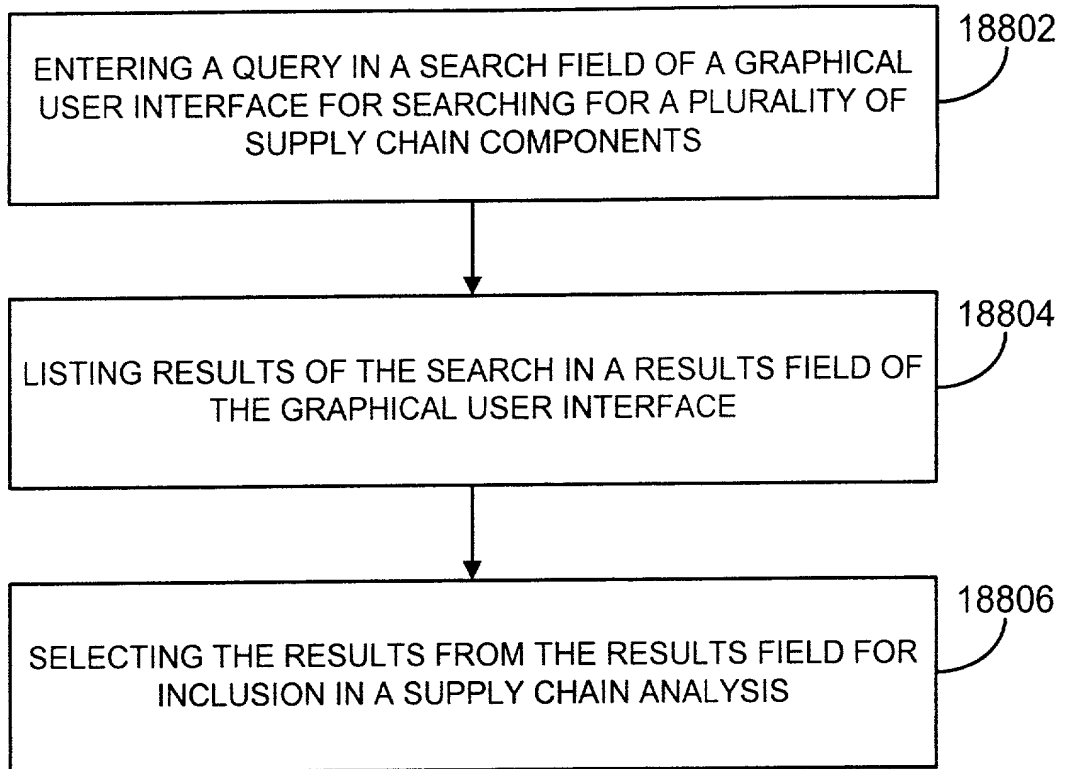 18802
ENTERING A QUERY IN A SEARCH FIELD OF A GRAPHICAL
USER INTERFACE FOR SEARCHING FOR A PLURALITY OF
SUPPLY CHAIN COMPONENTS
18804
LISTING RESULTS OF THE SEARCH IN A RESULTS FIELD OF
THE GRAPHICAL USER INTERFACE
18806
SELECTING THE RESULTS FROM THE RESULTS FIELD FOR
INCLUSION IN A SUPPLY CHAIN ANALYSIS